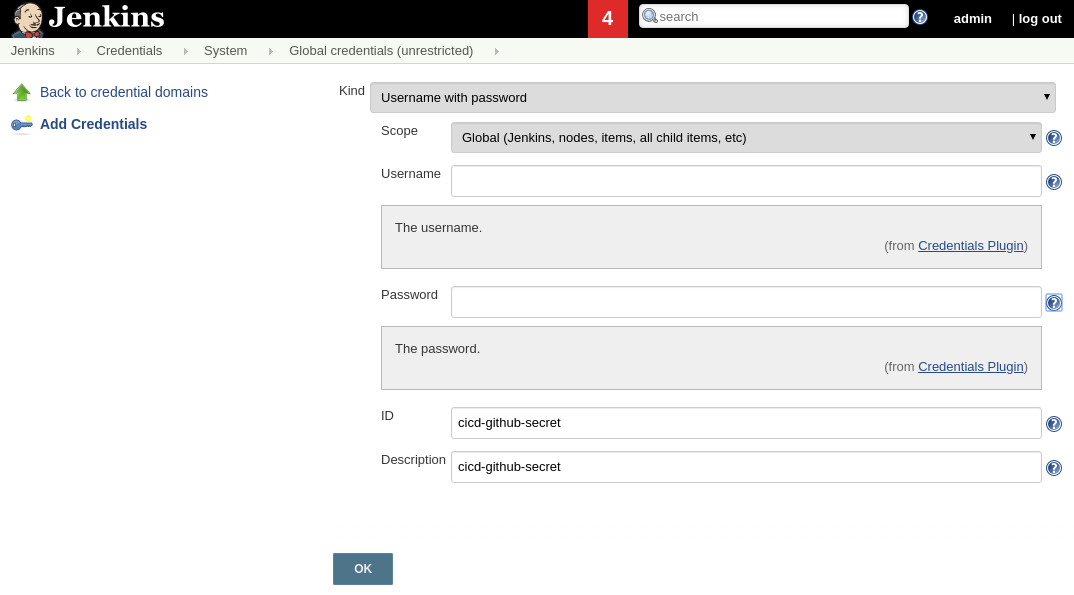 Jenkins
4
search
admin
| log out
Jenkins
Credentials
System
Global credentials (unrestricted)
Back to credential domains
Add Credentials
Kind
Username with password
Scope
Global (Jenkins, nodes, items, all child items, etc)
Username
The username.
(from Credentials Plugin)
Password
The password.
(from Credentials Plugin)
ID
cicd-github-secret
Description
cicd-github-secret
OK